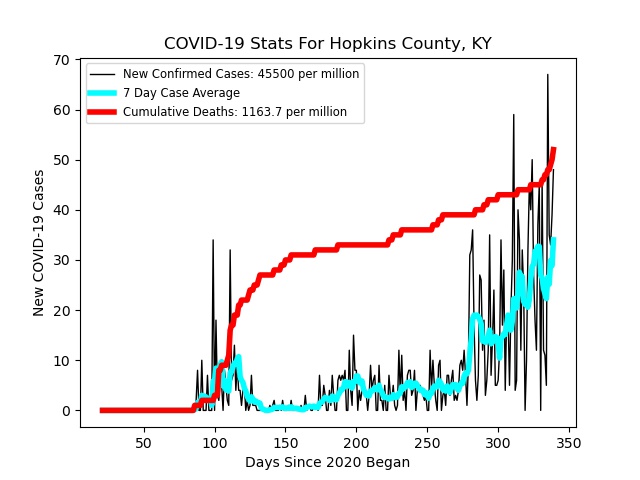 COVID-19 Stats For Hopkins County, KY
New Confirmed Cases: 45500 per million
7 Day Case Average
Cumulative Deaths: 1163.7 per million
New COVID-19 Cases
70
60
50
40
30
20
10
0
50
100
150
200
250
300
350
Days Since 2020 Began